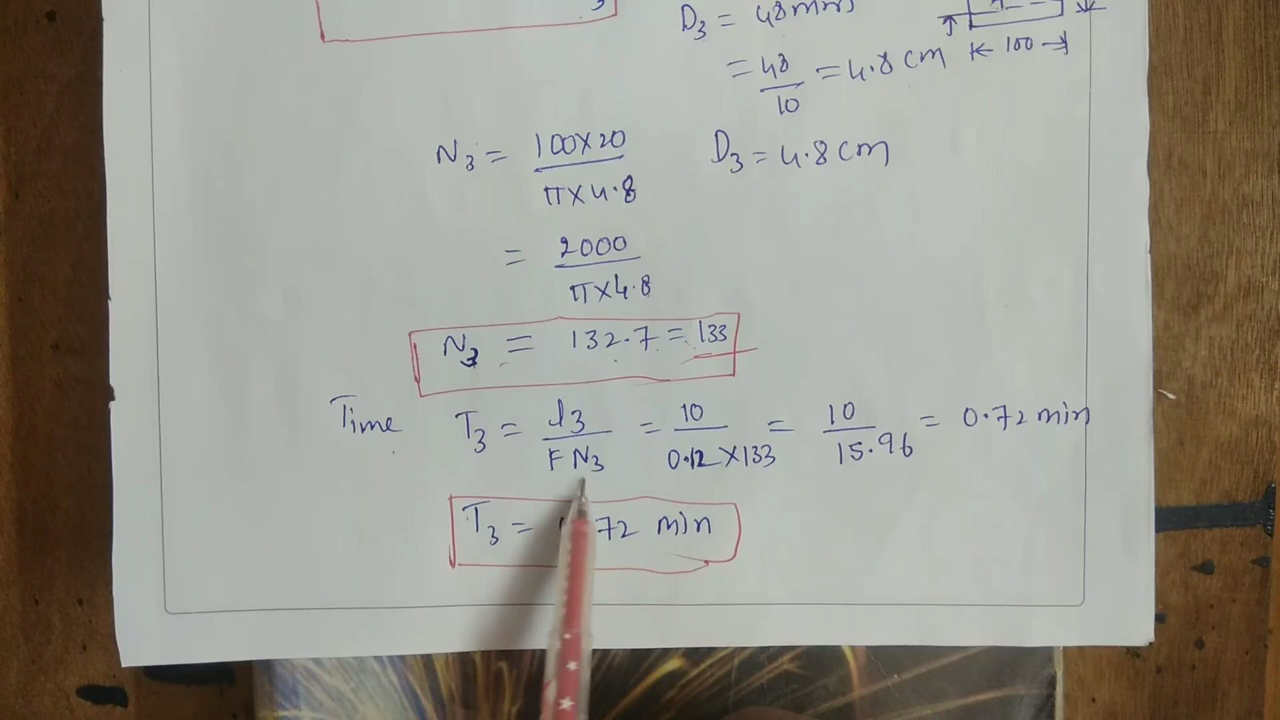 D3 = 48mm
= 48/10 = 4.8 cm
100
N3 = 100×20/π×4.8
D3 = 4.8 cm
= 2000/π×4.8
N3 = 132.7 = 133
Time T3 = l3/FN3 = 10/0.12×133 = 10/15.96 = 0.72 min
T3 = 72 min